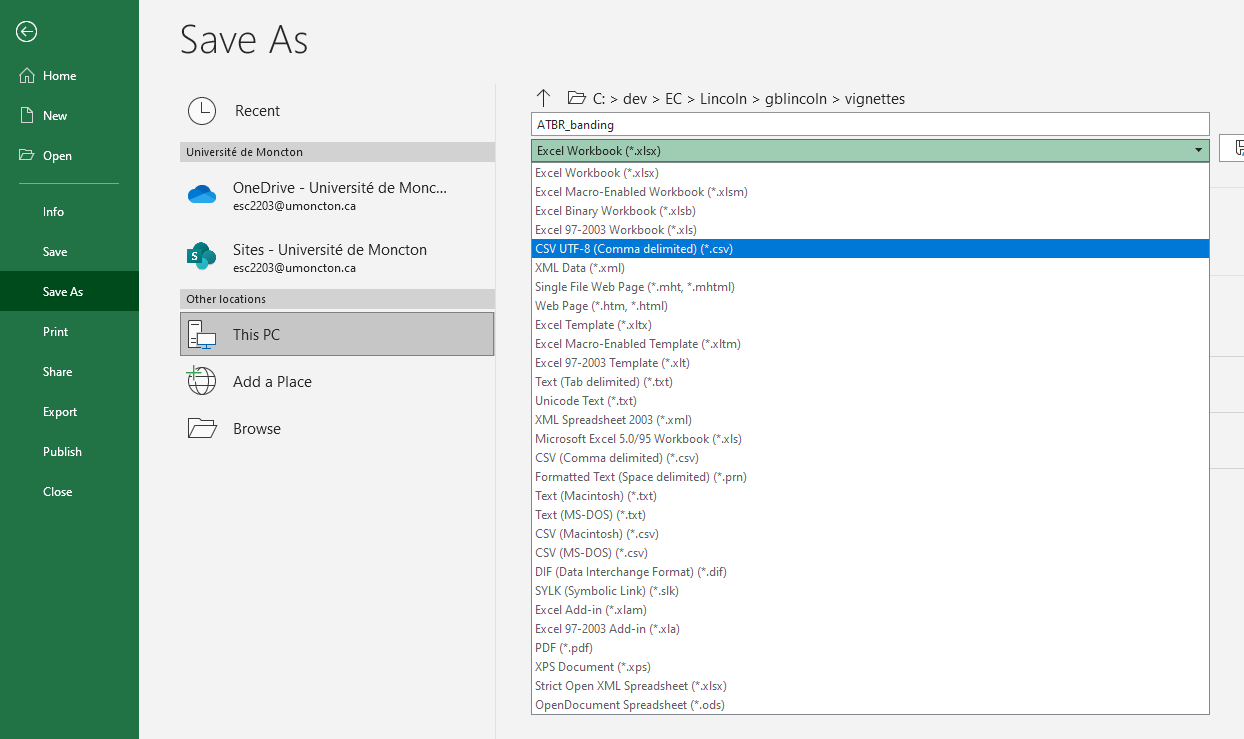 Save As
Home
New
Open
Info
Save
Save As
Print
Share
Export
Publish
Close
Recent
Université de Moncton
OneDrive - Université de Monc...
esc2203@umoncton.ca
Sites - Université de Moncton
esc2203@umoncton.ca
Other locations
This PC
Add a Place
Browse
C: > dev > EC > Lincoln > gblincoln > vignettes
ATBR_banding
Excel Workbook (*.xlsx)
Excel Workbook (*.xlsx)
Excel Macro-Enabled Workbook (*.xlsm)
Excel Binary Workbook (*.xlsb)
Excel 97-2003 Workbook (*.xls)
CSV UTF-8 (Comma delimited) (*.csv)
XML Data (*.xml)
Single File Web Page (*.mht, *.mhtml)
Web Page (*.htm, *.html)
Excel Template (*.xltx)
Excel Macro-Enabled Template (*.xltm)
Excel 97-2003 Template (*.xlt)
Text (Tab delimited) (*.txt)
Unicode Text (*.txt)
XML Spreadsheet 2003 (*.xml)
Microsoft Excel 5.0/95 Workbook (*.xls)
CSV (Comma delimited) (*.csv)
Formatted Text (Space delimited) (*.prn)
Text (Macintosh) (*.txt)
Text (MS-DOS) (*.txt)
CSV (Macintosh) (*.csv)
CSV (MS-DOS) (*.csv)
DIF (Data Interchange Format) (*.dif)
SYLK (Symbolic Link) (*.slk)
Excel Add-in (*.xlam)
Excel 97-2003 Add-in (*.xla)
PDF (*.pdf)
XPS Document (*.xps)
Strict Open XML Spreadsheet (*.xlsx)
OpenDocument Spreadsheet (*.ods)